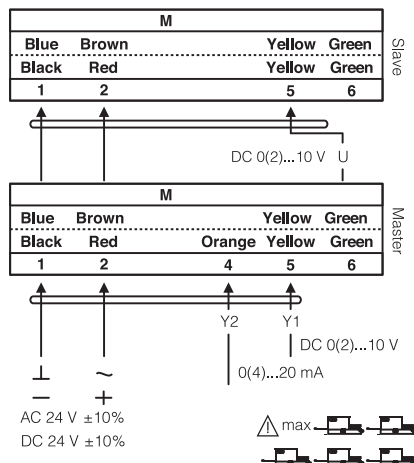 M
Blue Brown Yellow Green
Black Red Yellow Green
1 2 5 6
Slave
DC 0(2)...10 V U
M
Blue Brown Yellow Green
Black Red Orange Yellow Green
1 2 4 5 6
Master
Y2 Y1
DC 0(2)...10 V
0(4)...20 mA
⊥ ~
− +
AC 24 V ±10%
DC 24 V ±10%
max